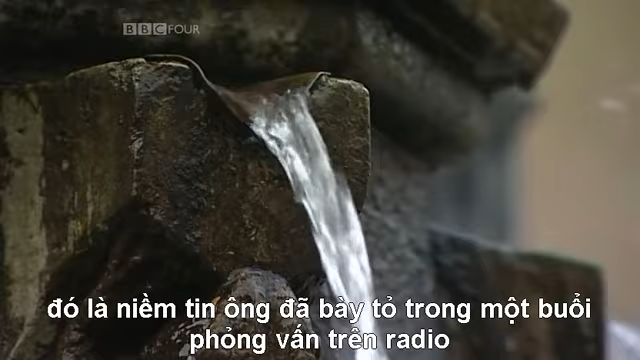 BBC FOUR
đó là niềm tin ông đã bày tỏ trong một buổi
phỏng vấn trên radio